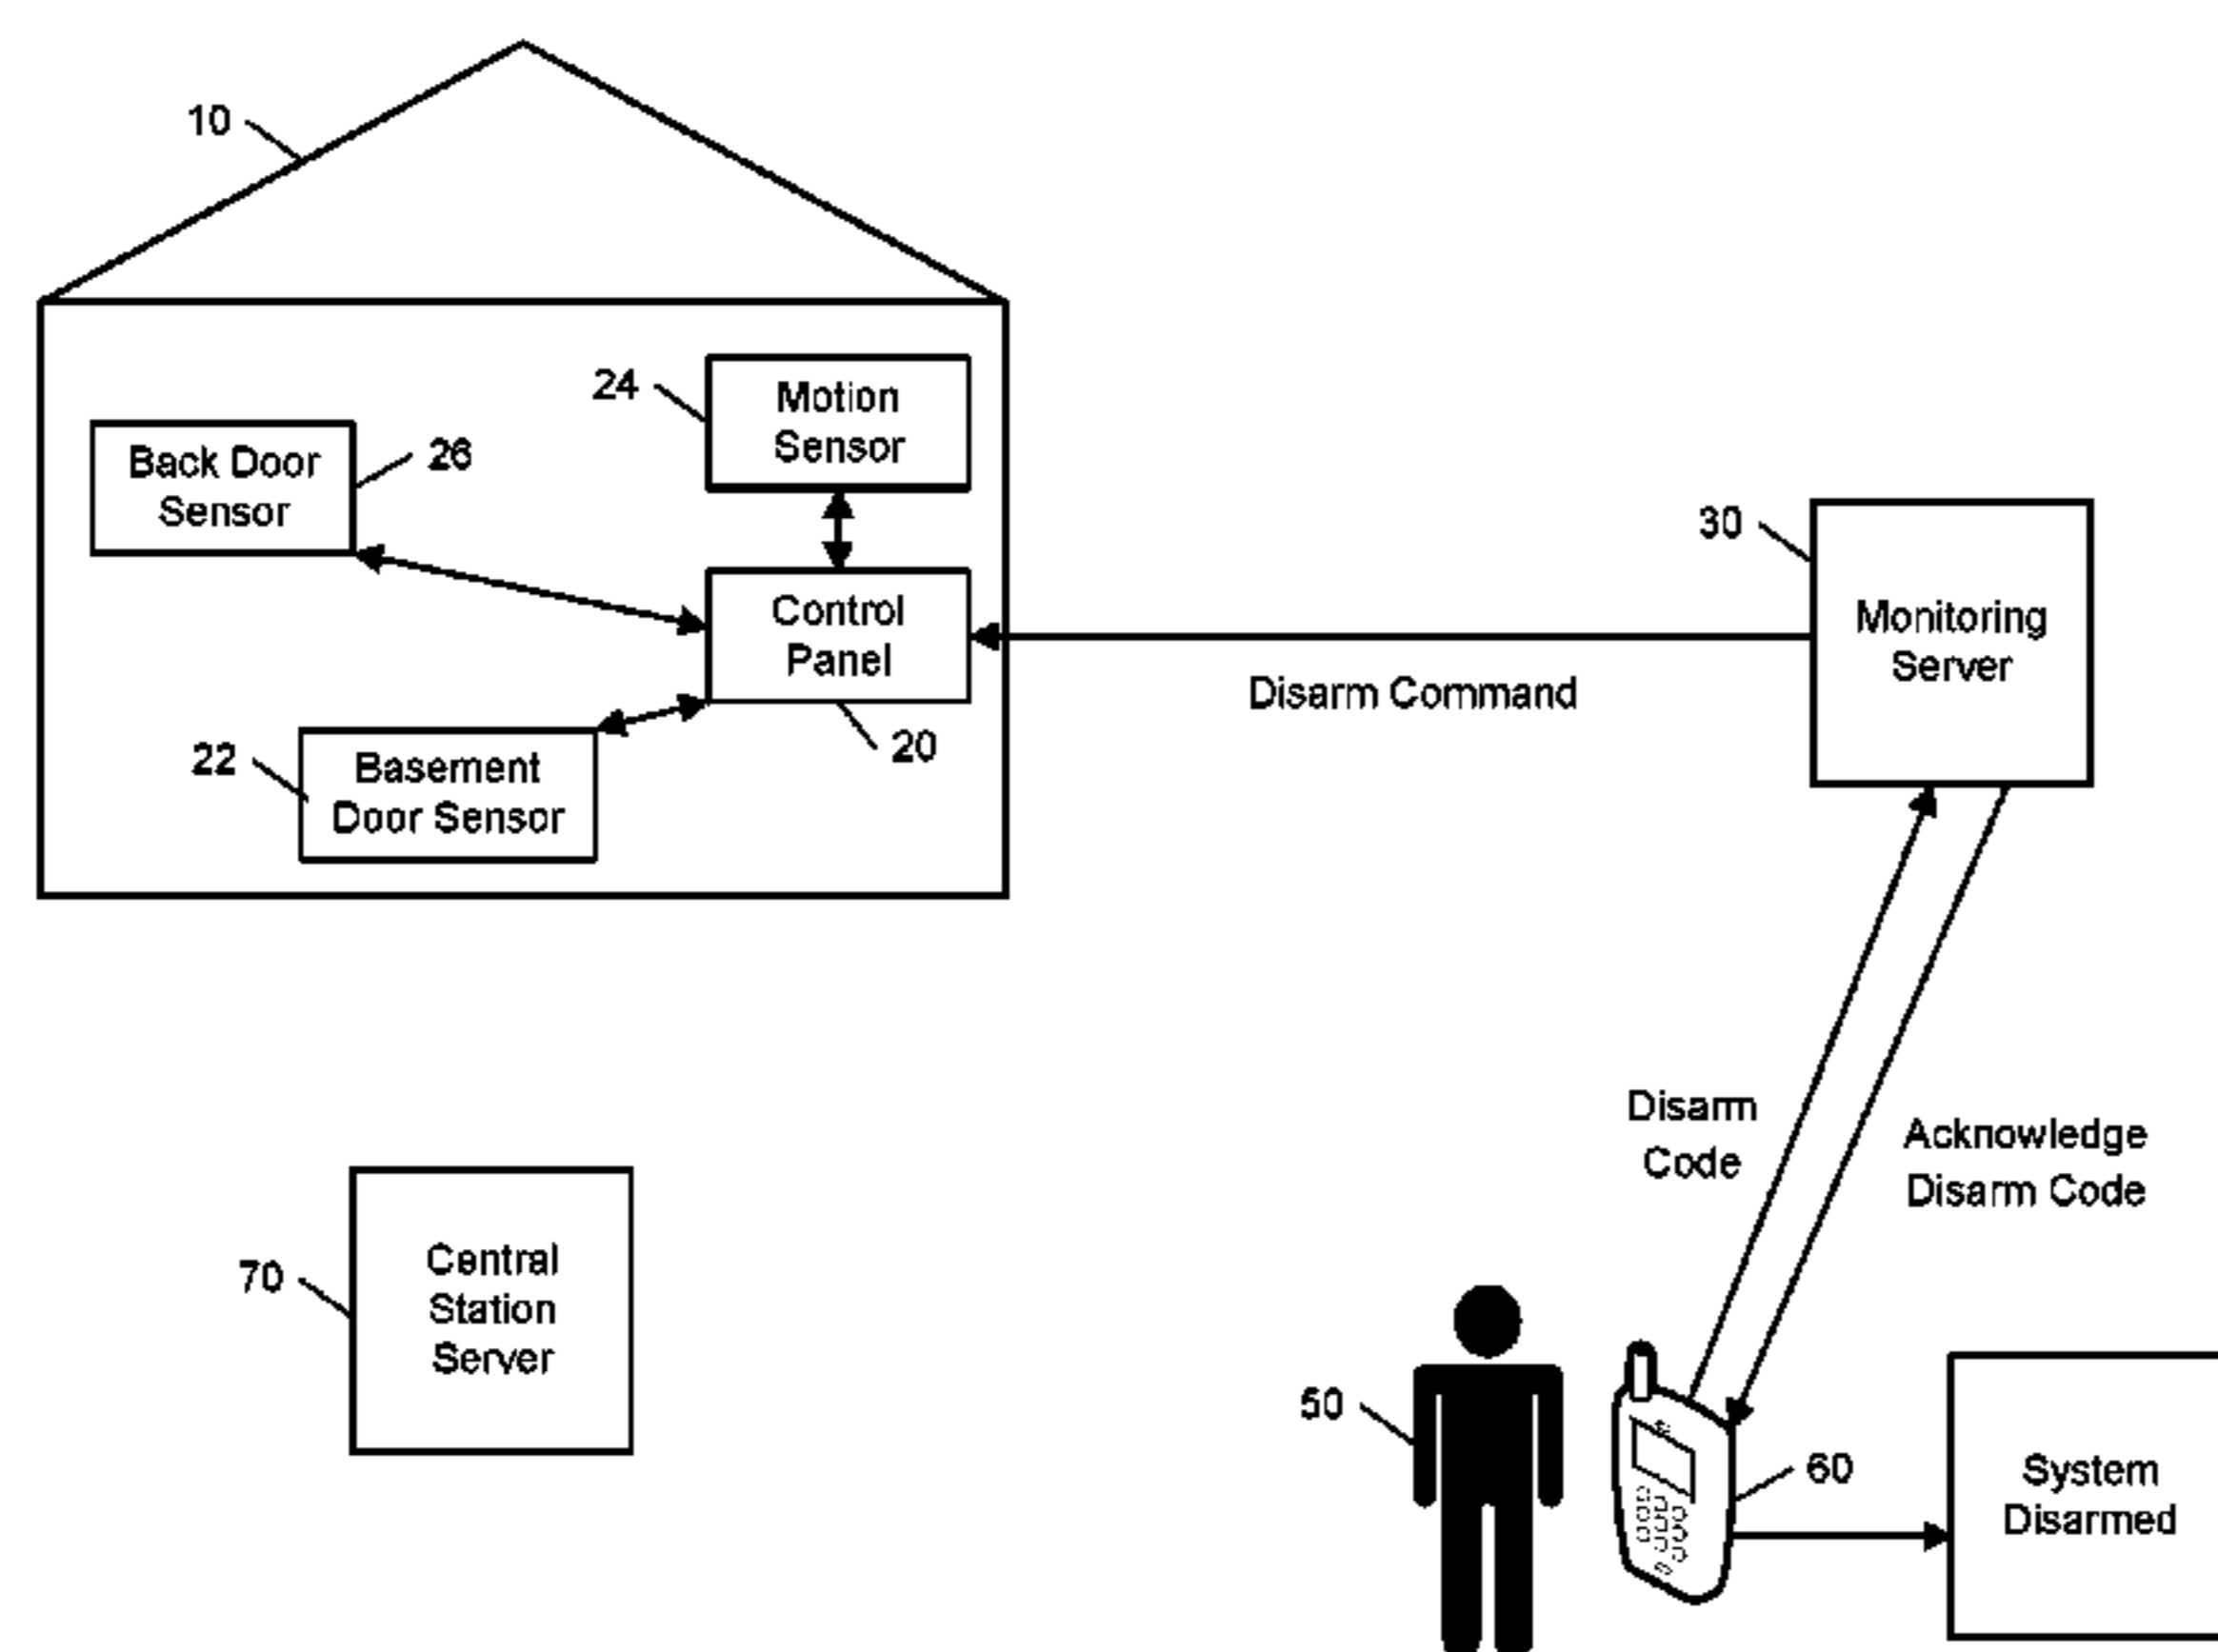 10
24
Motion
Sensor
Back Door
Sensor
26
30
Monitoring
Server
Control
Panel
Disarm Command
20
22
Basement
Door Sensor
Disarm
Code
Acknowledge
Disarm Code
70
Central
Station
Server
50
60
System
Disarmed